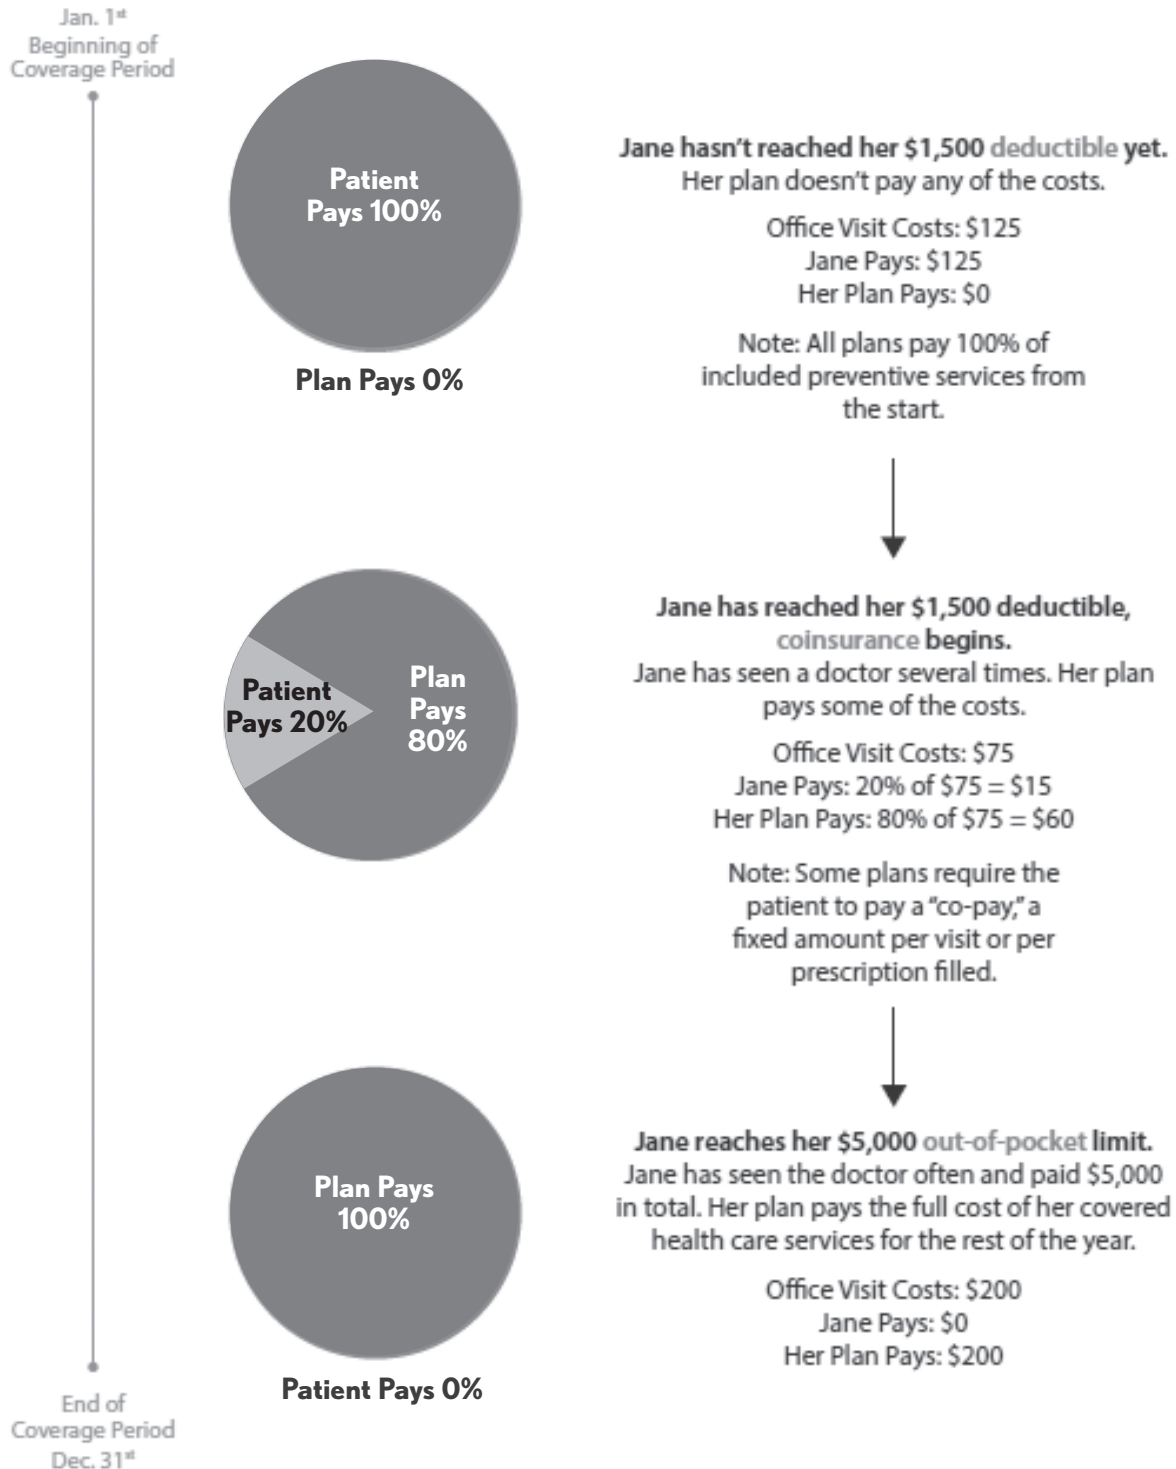 Jan. 1st
Beginning of
Coverage Period
Patient
Pays 100%
Plan Pays 0%
Jane hasn't reached her $1,500 deductible yet.
Her plan doesn't pay any of the costs.
Office Visit Costs: $125
Jane Pays: $125
Her Plan Pays: $0
Note: All plans pay 100% of
included preventive services from
the start.
Patient
Pays 20%
Plan
Pays
80%
Jane has reached her $1,500 deductible,
coinsurance begins.
Jane has seen a doctor several times. Her plan
pays some of the costs.
Office Visit Costs: $75
Jane Pays: 20% of $75 = $15
Her Plan Pays: 80% of $75 = $60
Note: Some plans require the
patient to pay a "co-pay," a
fixed amount per visit or per
prescription filled.
Plan Pays
100%
Patient Pays 0%
Jane reaches her $5,000 out-of-pocket limit.
Jane has seen the doctor often and paid $5,000
in total. Her plan pays the full cost of her covered
health care services for the rest of the year.
Office Visit Costs: $200
Jane Pays: $0
Her Plan Pays: $200
End of
Coverage Period
Dec. 31st